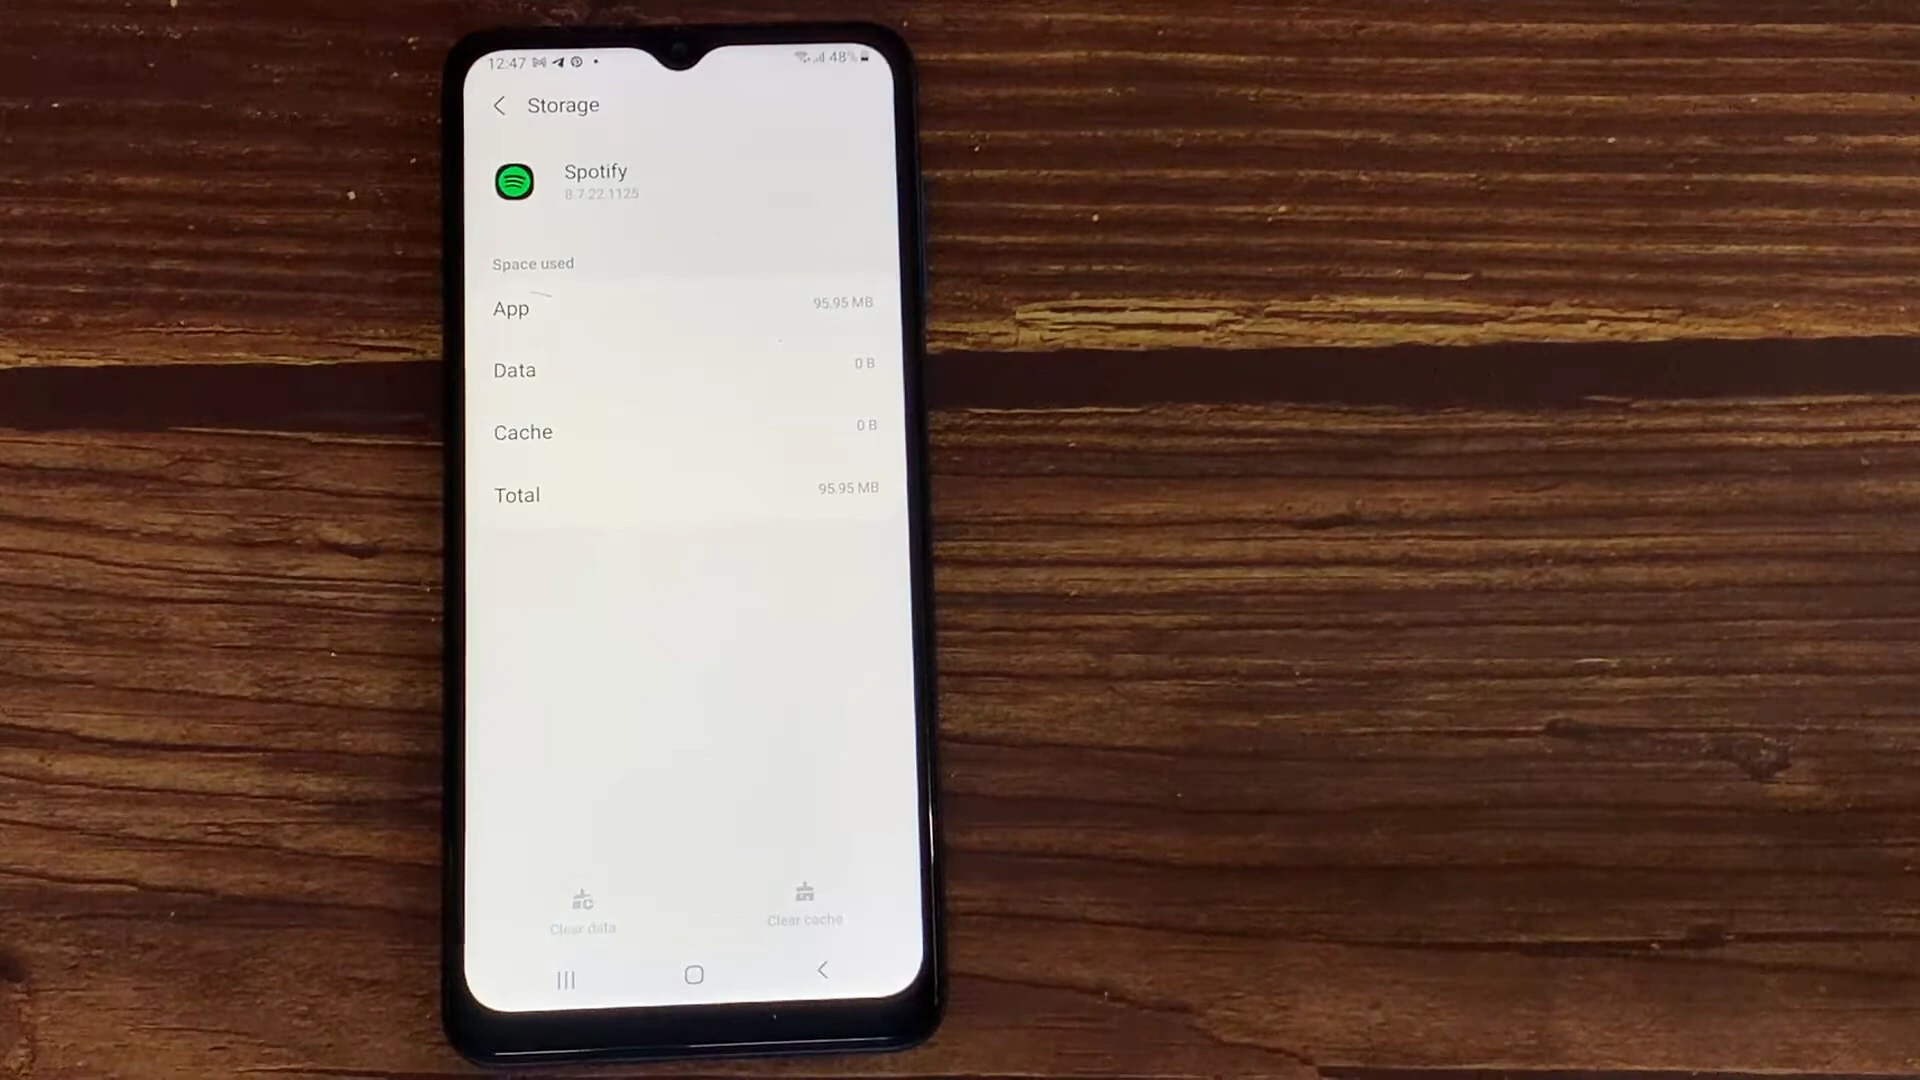 12:47 48%
Storage
Spotify
8.7.22.1125
Space used
App 95.95 MB
Data 0 B
Cache 0 B
Total 95.95 MB
Clear data Clear cache